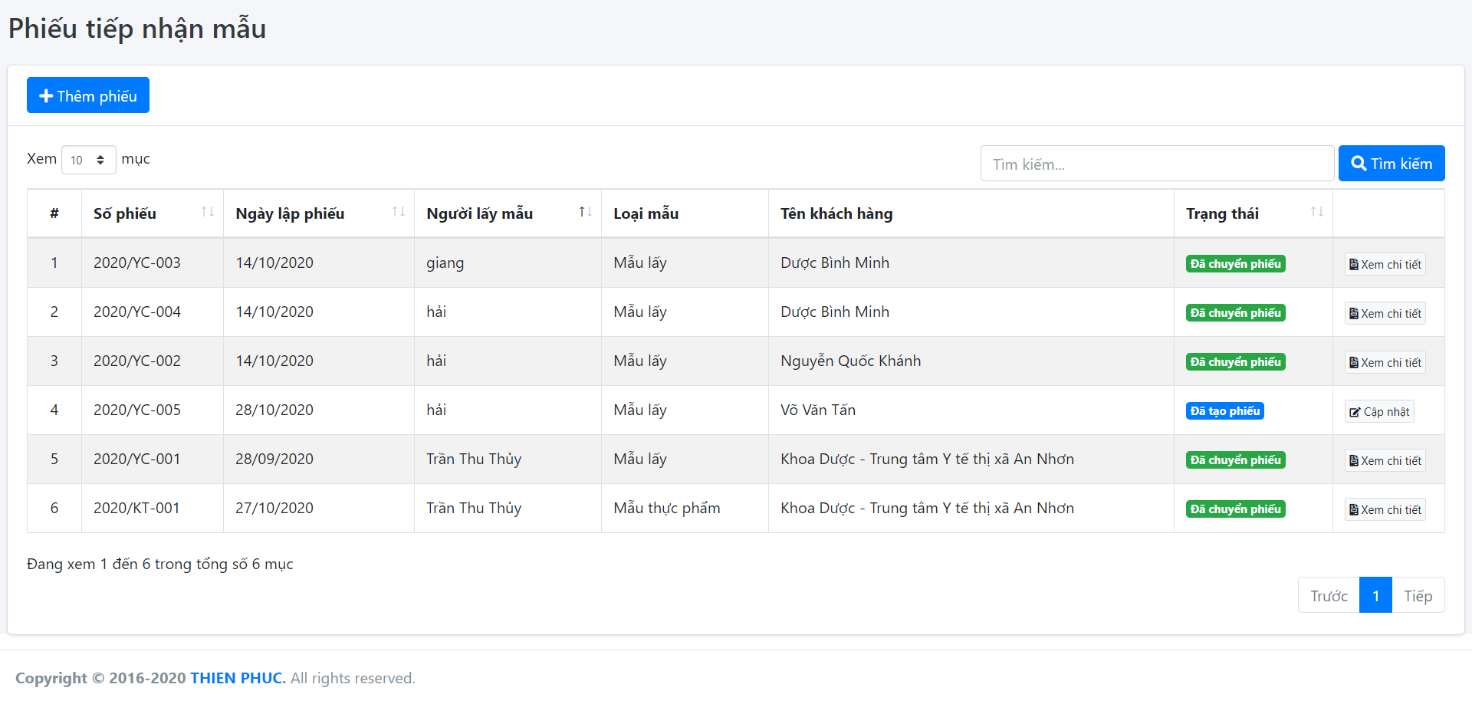 Phiếu tiếp nhận mẫu
Thêm phiếu
Xem 10 mục
Tìm kiếm... Tìm kiếm
# Số phiếu Ngày lập phiếu Người lấy mẫu Loại mẫu Tên khách hàng Trạng thái
1 2020/YC-003 14/10/2020 giang Mẫu lấy Dược Bình Minh Đã chuyển phiếu Xem chi tiết
2 2020/YC-004 14/10/2020 hải Mẫu lấy Dược Bình Minh Đã chuyển phiếu Xem chi tiết
3 2020/YC-002 14/10/2020 hải Mẫu lấy Nguyễn Quốc Khánh Đã chuyển phiếu Xem chi tiết
4 2020/YC-005 28/10/2020 hải Mẫu lấy Võ Văn Tấn Đã tạo phiếu Cập nhật
5 2020/YC-001 28/09/2020 Trần Thu Thủy Mẫu lấy Khoa Dược - Trung tâm Y tế thị xã An Nhơn Đã chuyển phiếu Xem chi tiết
6 2020/KT-001 27/10/2020 Trần Thu Thủy Mẫu thực phẩm Khoa Dược - Trung tâm Y tế thị xã An Nhơn Đã chuyển phiếu Xem chi tiết
Đang xem 1 đến 6 trong tổng số 6 mục
Trước 1 Tiếp
Copyright © 2016-2020 THIEN PHUC. All rights reserved.